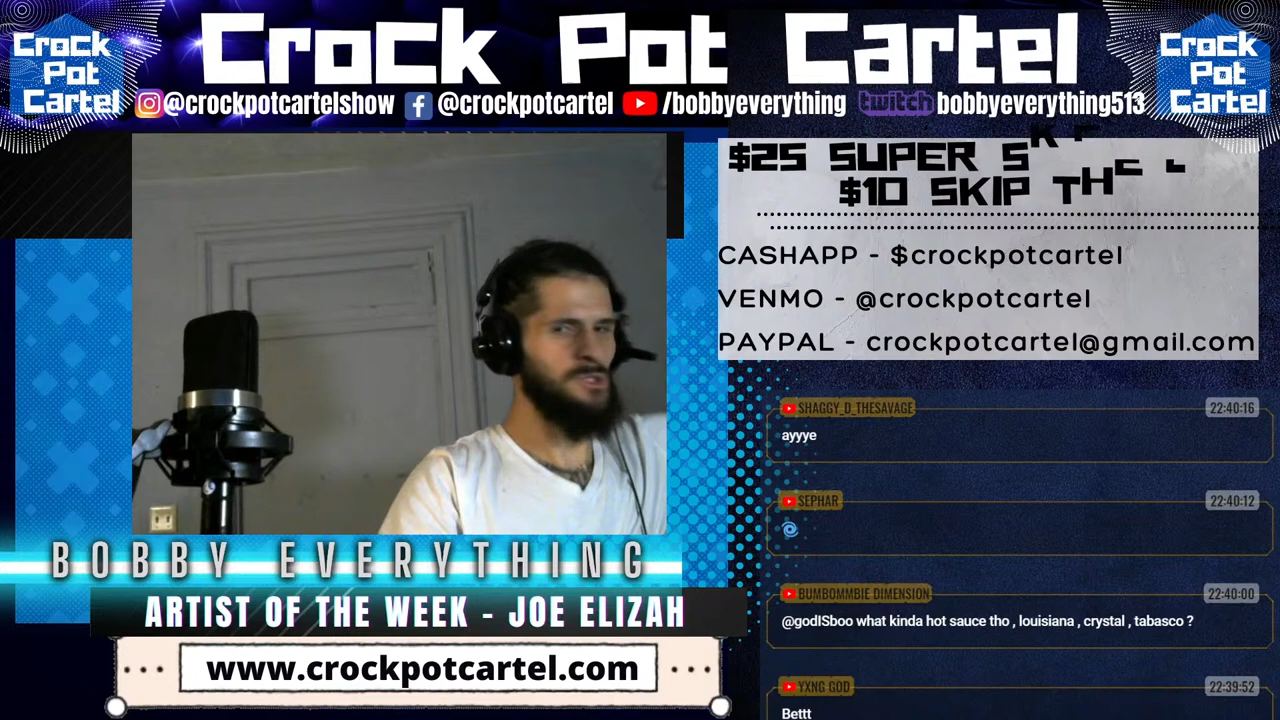 Crock Pot Cartel
Crock
Pot
Cartel
Crock
Pot
Cartel
@crockpotcartelshow @crockpotcartel /bobbyeverything twitch bobbyeverything513
$25 SUPER
$10 SKIP THE
CASHAPP - $crockpotcartel
VENMO - @crockpotcartel
PAYPAL - crockpotcartel@gmail.com
SHAGGY_D_THESAVAGE 22:40:16
ayyye
SEPHAR 22:40:12
BUMBOMMBIE DIMENSION 22:40:00
@godISboo what kinda hot sauce tho , louisiana , crystal , tabasco ?
YXNG GOD 22:39:52
Bettt
BOBBY EVERYTHING
ARTIST OF THE WEEK - JOE ELIZAH
www.crockpotcartel.com